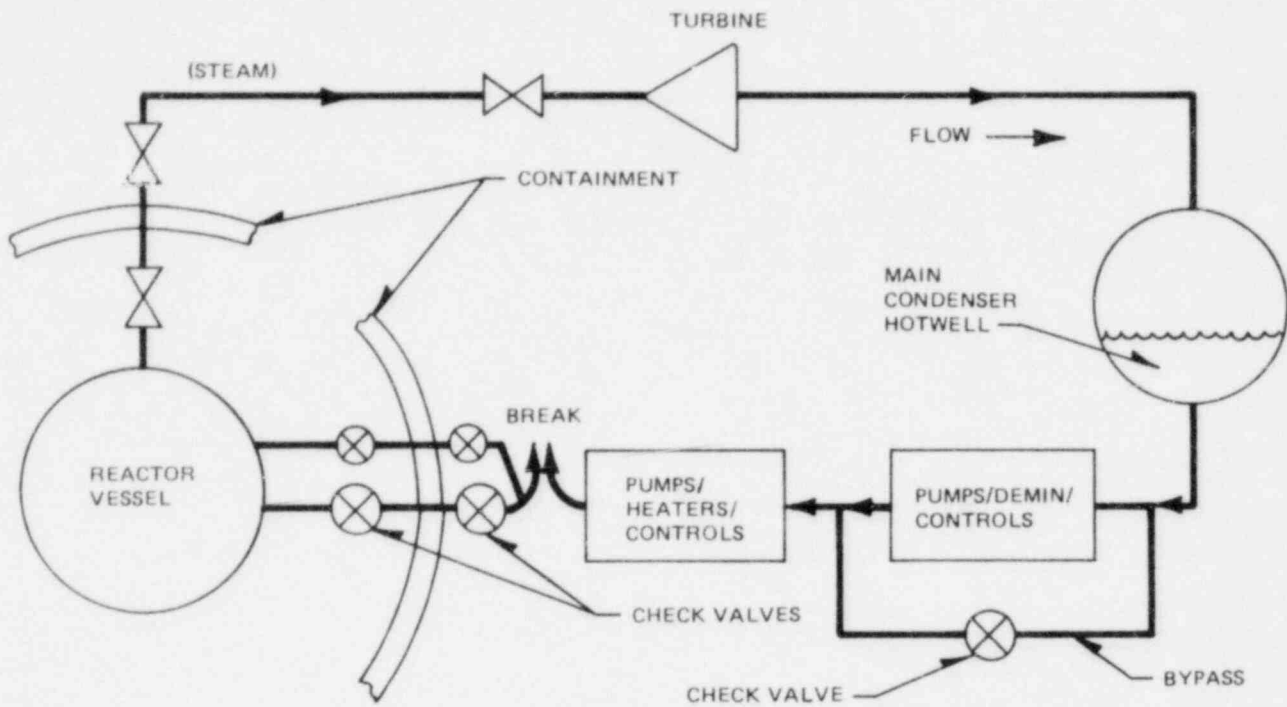 TURBINE
(STEAM)
FLOW
CONTAINMENT
MAIN
CONDENSER
HOTWELL
BREAK
REACTOR
VESSEL
PUMPS/
HEATERS/
CONTROLS
PUMPS/DEMIN/
CONTROLS
CHECK VALVES
CHECK VALVE
BYPASS